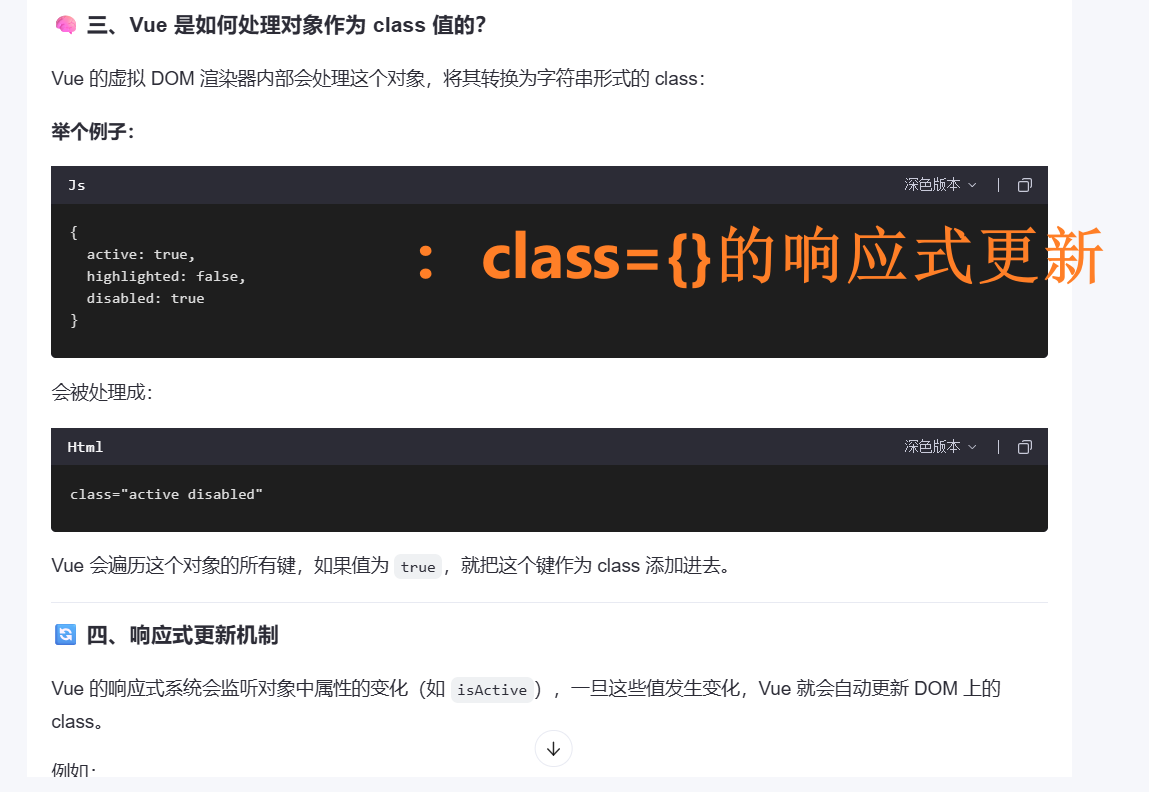 🧠 三、Vue 是如何处理对象作为 class 值的？
Vue 的虚拟 DOM 渲染器内部会处理这个对象，将其转换为字符串形式的 class：
举个例子：
Js 深色版本
{
active: true,
highlighted: false,
disabled: true
}
：class={}的响应式更新
会被处理成：
Html 深色版本
class="active disabled"
Vue 会遍历这个对象的所有键，如果值为 true，就把这个键作为 class 添加进去。
🔄 四、响应式更新机制
Vue 的响应式系统会监听对象中属性的变化（如 isActive），一旦这些值发生变化，Vue 就会自动更新 DOM 上的
class。
例如：